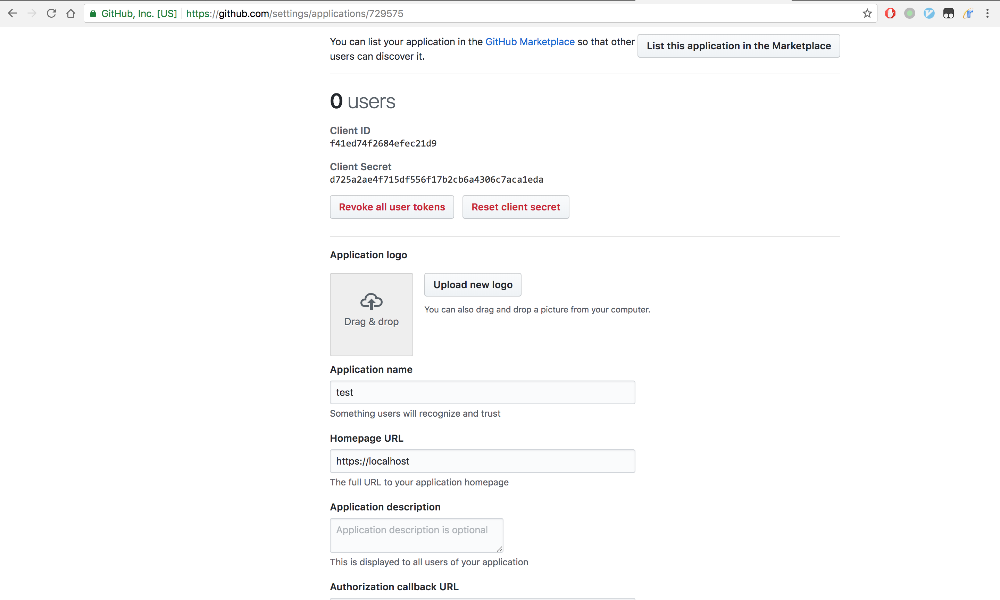 GitHub, Inc. [US] https://github.com/settings/applications/729575
You can list your application in the GitHub Marketplace so that other
users can discover it.
List this application in the Marketplace
0 users
Client ID
f41ed74f2684efec21d9
Client Secret
d725a2ae4f715df556f17b2cb6a4306c7aca1eda
Revoke all user tokens
Reset client secret
Application logo
Drag & drop
Upload new logo
You can also drag and drop a picture from your computer.
Application name
test
Something users will recognize and trust
Homepage URL
https://localhost
The full URL to your application homepage
Application description
Application description is optional
This is displayed to all users of your application
Authorization callback URL